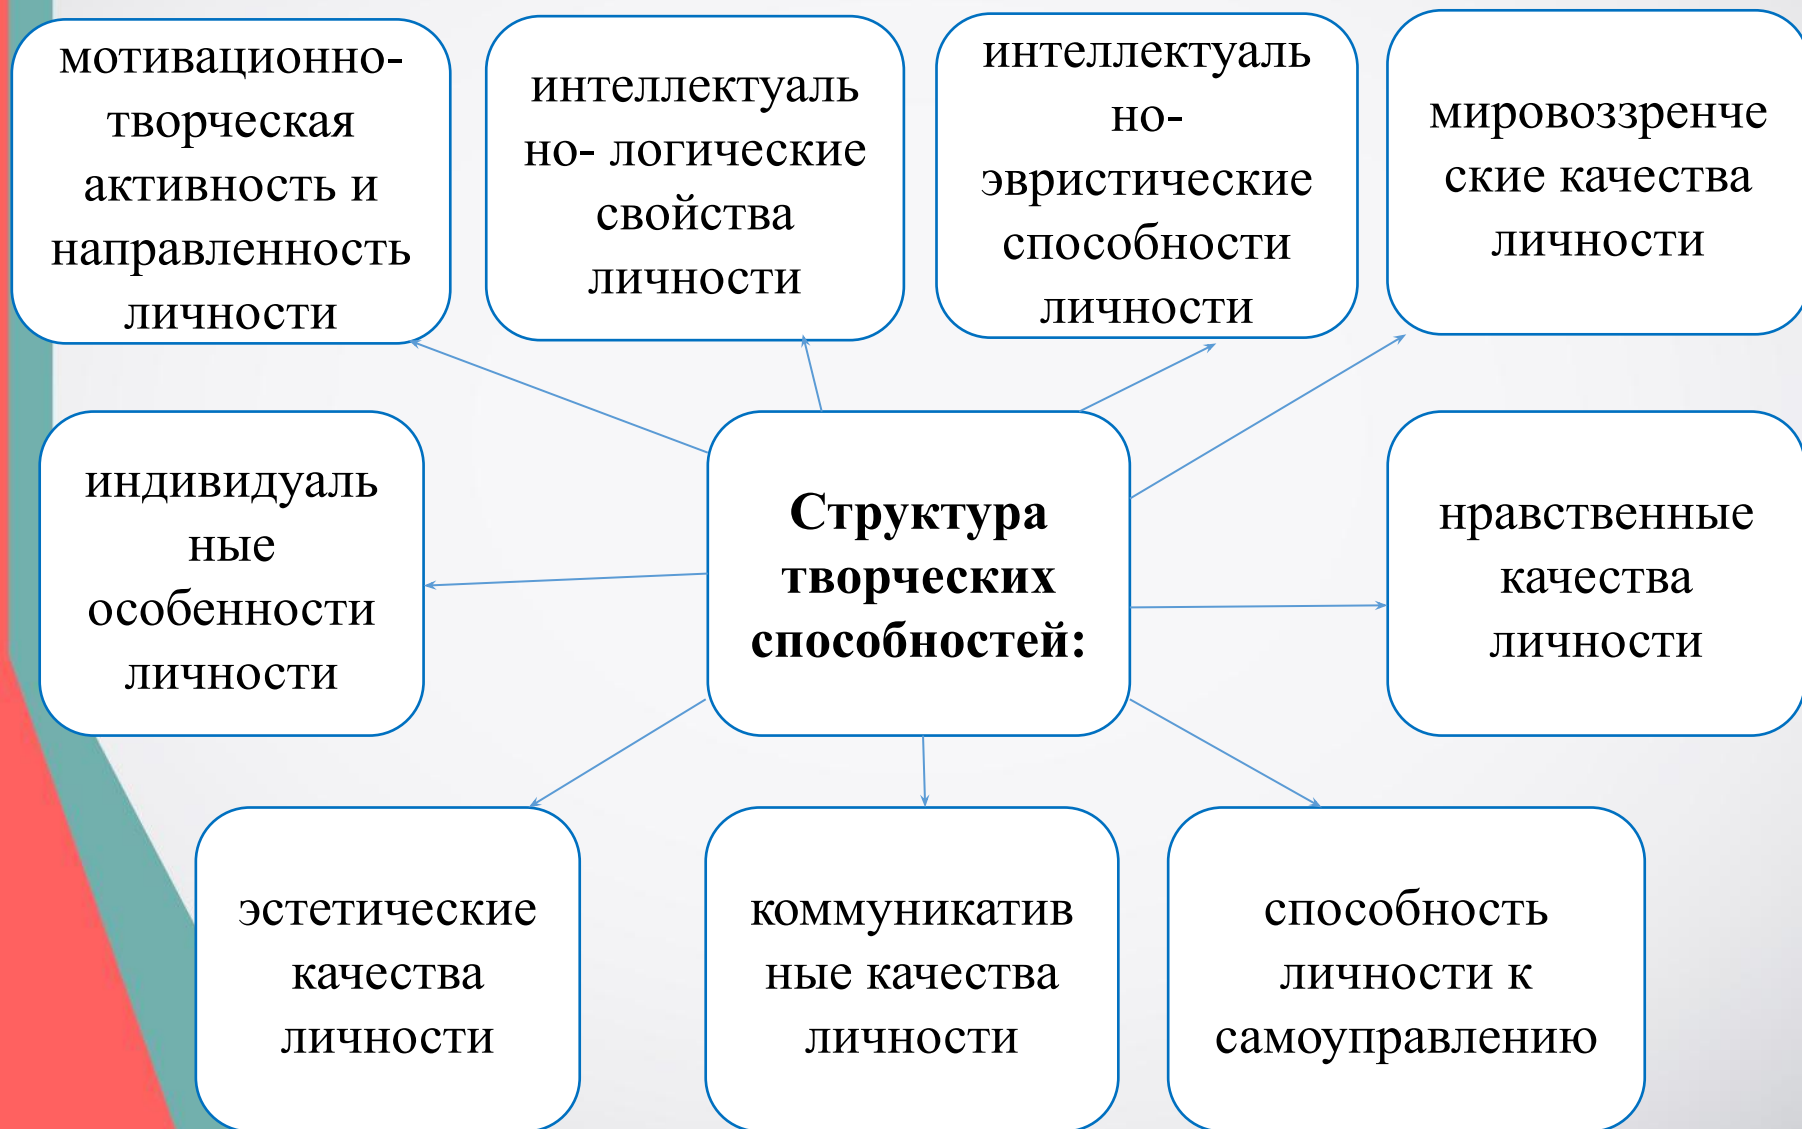 мотивационно-
творческая
активность и
направленность
личности
интеллектуаль
но- логические
свойства
личности
интеллектуаль
но-
эвристические
способности
личности
мировоззренче
ские качества
личности
индивидуаль
ные
особенности
личности
Структура
творческих
способностей:
нравственные
качества
личности
эстетические
качества
личности
коммуникатив
ные качества
личности
способность
личности к
самоуправлению